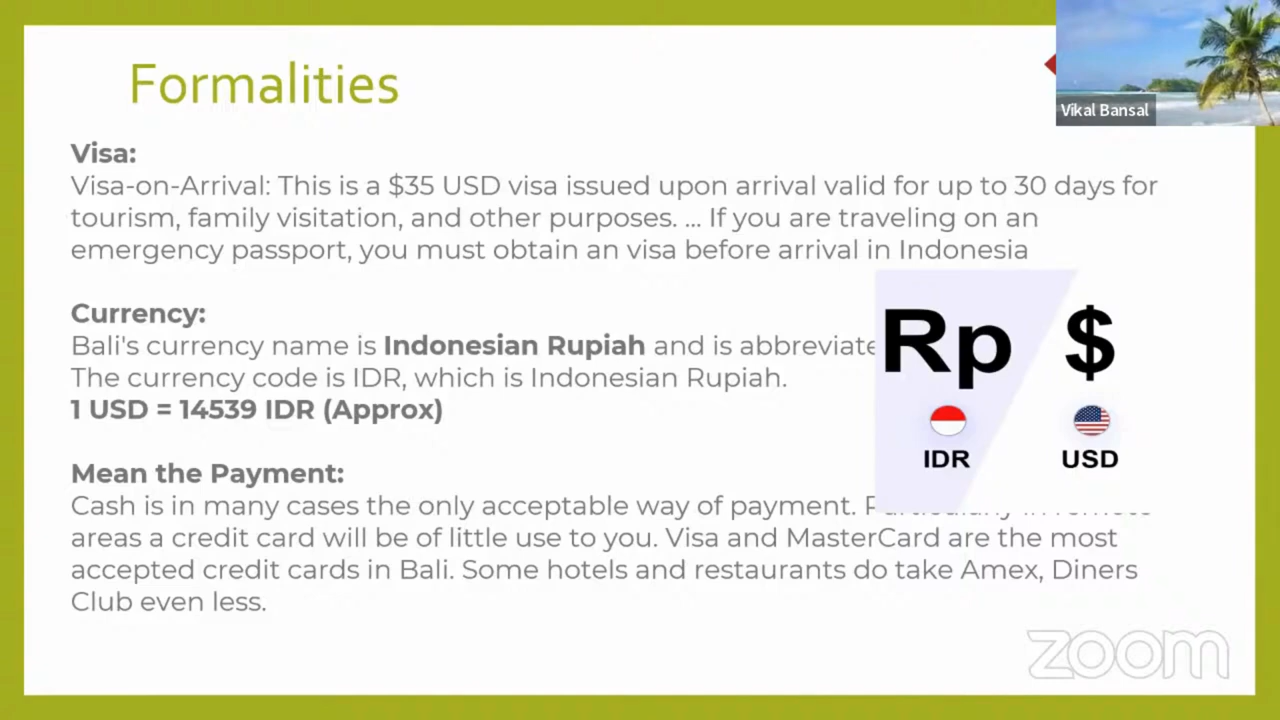 Formalities
Vikal Bansal
Visa:
Visa-on-Arrival: This is a $35 USD visa issued upon arrival valid for up to 30 days for
tourism, family visitation, and other purposes. ... If you are traveling on an
emergency passport, you must obtain an visa before arrival in Indonesia
Currency:
Bali's currency name is Indonesian Rupiah and is abbreviate
The currency code is IDR, which is Indonesian Rupiah.
1 USD = 14539 IDR (Approx)
Rp $
IDR USD
Mean the Payment:
Cash is in many cases the only acceptable way of payment.
areas a credit card will be of little use to you. Visa and MasterCard are the most
accepted credit cards in Bali. Some hotels and restaurants do take Amex, Diners
Club even less.
zoom